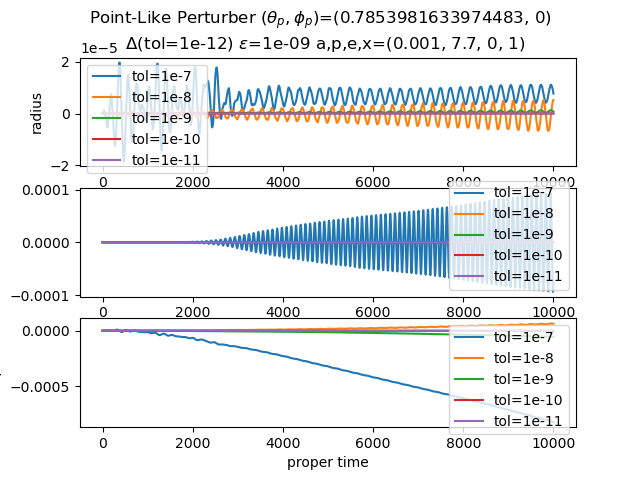 Point-Like Perturber (θₚ, ϕₚ)=(0.7853981633974483, 0)
Δ(tol=1e-12) ε=1e-09 a,p,e,x=(0.001, 7.7, 0, 1)
1e−5
2
0
−2
radius
tol=1e-7
tol=1e-8
tol=1e-9
tol=1e-10
tol=1e-11
0 2000 4000 6000 8000 10000
0.0001
0.0000
−0.0001
tol=1e-7
tol=1e-8
tol=1e-9
tol=1e-10
tol=1e-11
0 2000 4000 6000 8000 10000
0.0000
−0.0005
tol=1e-7
tol=1e-8
tol=1e-9
tol=1e-10
tol=1e-11
0 2000 4000 6000 8000 10000
proper time